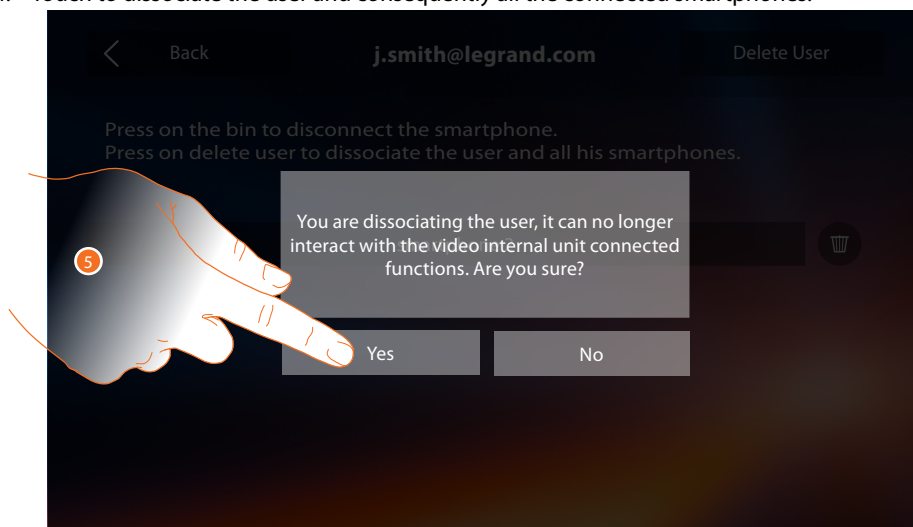 Touch to dissociate the user and consequently all the connected smartphones.
Back
j.smith@legrand.com
Delete User
Press on the bin to disconnect the smartphone.
Press on delete user to dissociate the user and all his smartphones.
You are dissociating the user, it can no longer
interact with the video internal unit connected
functions. Are you sure?
5
Yes
No